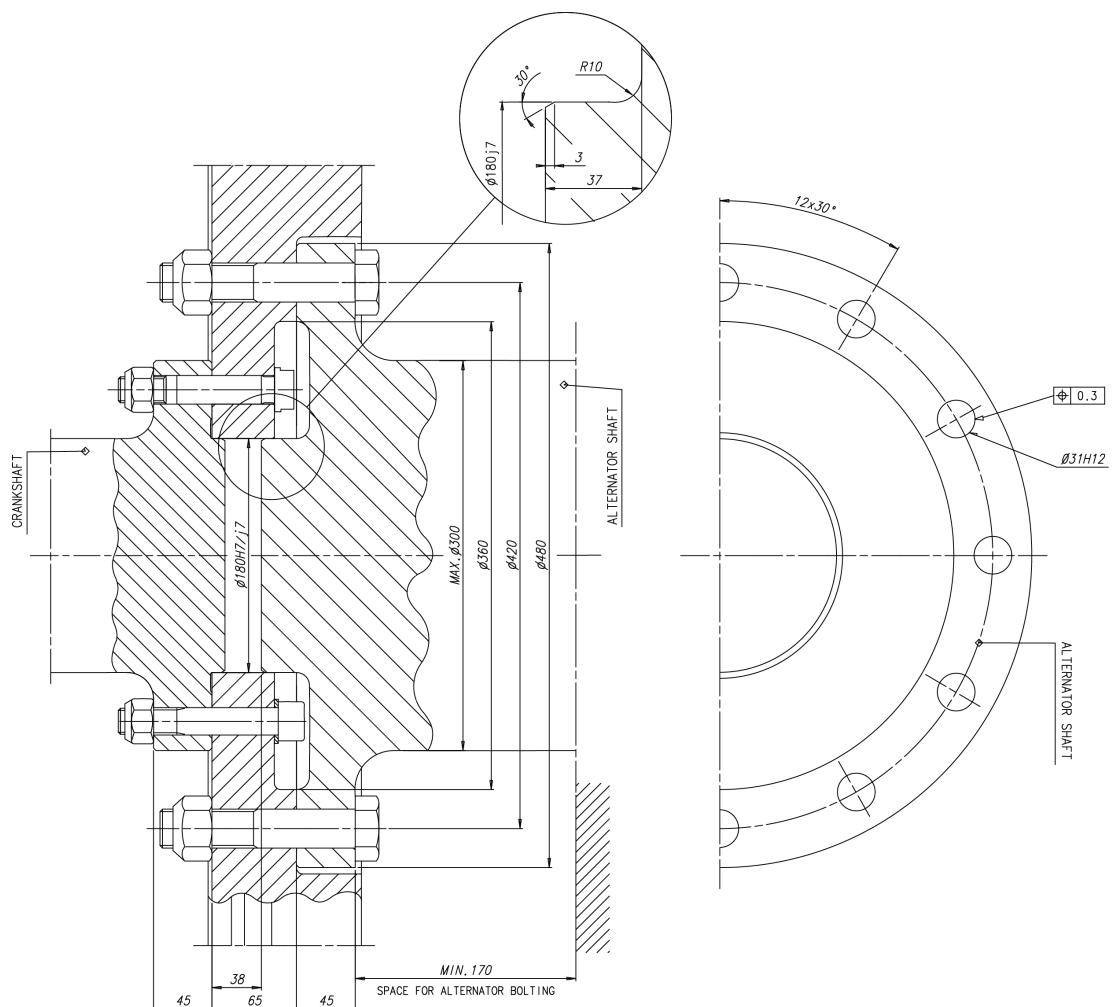 30°
R10
Ø180j7
3
37
12x30°
0.3
Ø31H12
CRANKSHAFT
Ø180H7/j7
MAX.Ø300
Ø360
Ø420
Ø480
ALTERNATOR SHAFT
ALTERNATOR SHAFT
38
MIN.170
45
65
45
SPACE FOR ALTERNATOR BOLTING